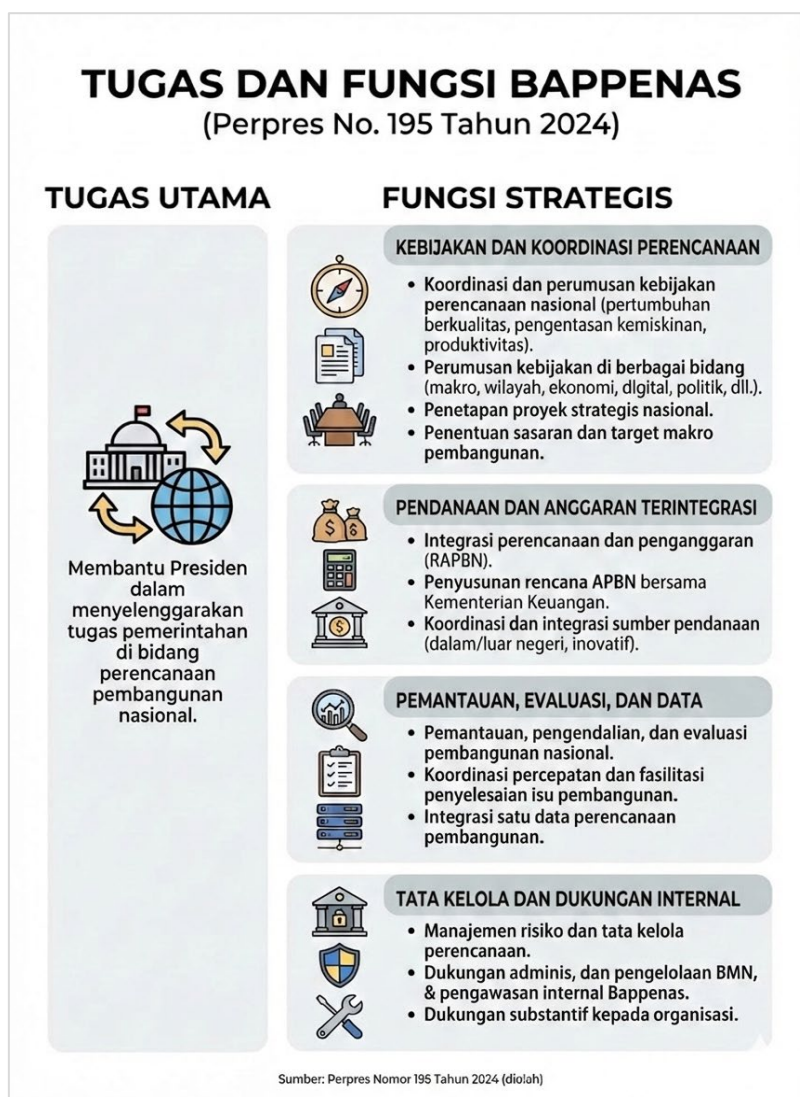 TUGAS DAN FUNGSI BAPPENAS
(Perpres No. 195 Tahun 2024)
TUGAS UTAMA
Membantu Presiden
dalam
menyelenggarakan
tugas pemerintahan
di bidang
perencanaan
pembangunan
nasional.
FUNGSI STRATEGIS
KEBIJAKAN DAN KOORDINASI PERENCANAAN
• Koordinasi dan perumusan kebijakan
perencanaan nasional (pertumbuhan
berkualitas, pengentasan kemiskinan,
produktivitas).
• Perumusan kebijakan di berbagai bidang
(makro, wilayah, ekonomi, dlgital, politik, dll.).
• Penetapan proyek strategis nasional.
• Penentuan sasaran dan target makro
pembangunan.
PENDANAAN DAN ANGGARAN TERINTEGRASI
• Integrasi perencanaan dan penganggaran
(RAPBN).
• Penyusunan rencana APBN bersama
Kementerian Keuangan.
• Koordinasi dan integrasi sumber pendanaan
(dalam/luar negeri, inovatif).
PEMANTAUAN, EVALUASI, DAN DATA
• Pemantauan, pengendalian, dan evaluasi
pembangunan nasional.
• Koordinasi percepatan dan fasilitasi
penyelesaian isu pembangunan.
• Integrasi satu data perencanaan
pembangunan.
TATA KELOLA DAN DUKUNGAN INTERNAL
• Manajemen risiko dan tata kelola
perencanaan.
• Dukungan adminis, dan pengelolaan BMN,
& pengawasan internal Bappenas.
• Dukungan substantif kepada organisasi.
Sumber: Perpres Nomor 195 Tahun 2024 (diolah)